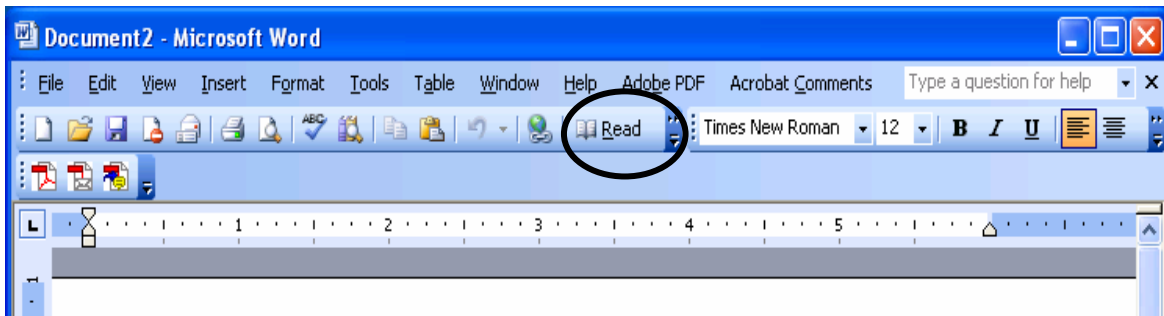 Document2 - Microsoft Word
File Edit View Insert Format Tools Table Window Help Adobe PDF Acrobat Comments Type a question for help
ABC Read Times New Roman 12 B I U
L 1 2 3 4 5
1